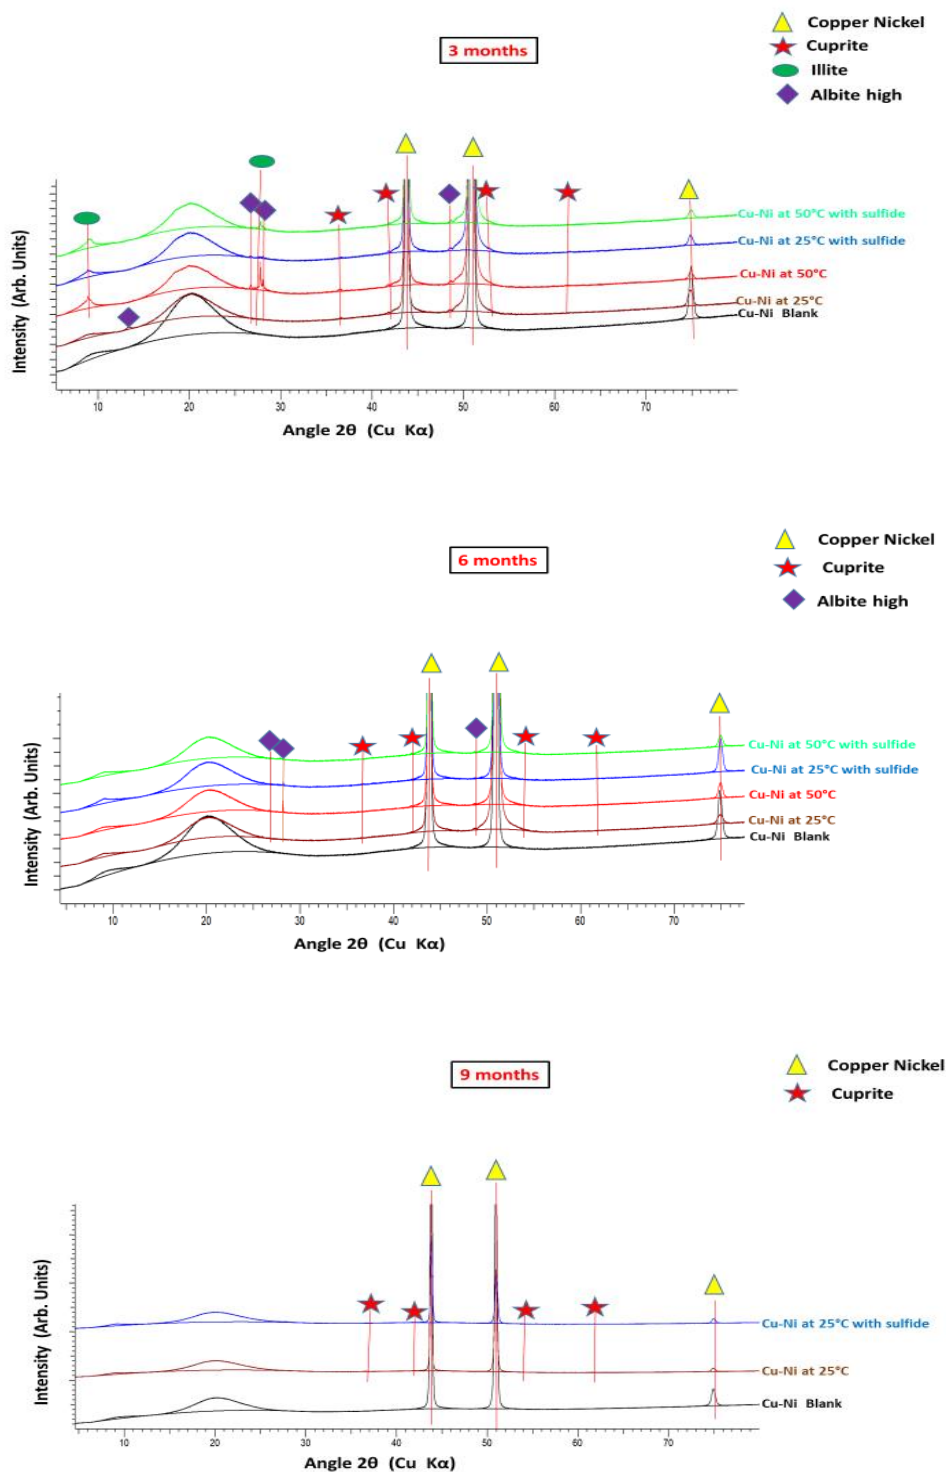 Copper Nickel
3 months
Cuprite
Illite
Albite high
Intensity (Arb. Units)
Cu-Ni at 50°C with sulfide
Cu-Ni at 25°C with sulfide
Cu-Ni at 50°C
Cu-Ni at 25°C
Cu-Ni Blank
10 20 30 40 50 60 70
Angle 2θ (Cu Kα)
Copper Nickel
6 months
Cuprite
Albite high
Intensity (Arb. Units)
Cu-Ni at 50°C with sulfide
Cu-Ni at 25°C with sulfide
Cu-Ni at 50°C
Cu-Ni at 25°C
Cu-Ni Blank
10 20 30 40 50 60 70
Angle 2θ (Cu Kα)
Copper Nickel
9 months
Cuprite
Intensity (Arb. Units)
Cu-Ni at 25°C with sulfide
Cu-Ni at 25°C
Cu-Ni Blank
10 20 30 40 50 60 70
Angle 2θ (Cu Kα)